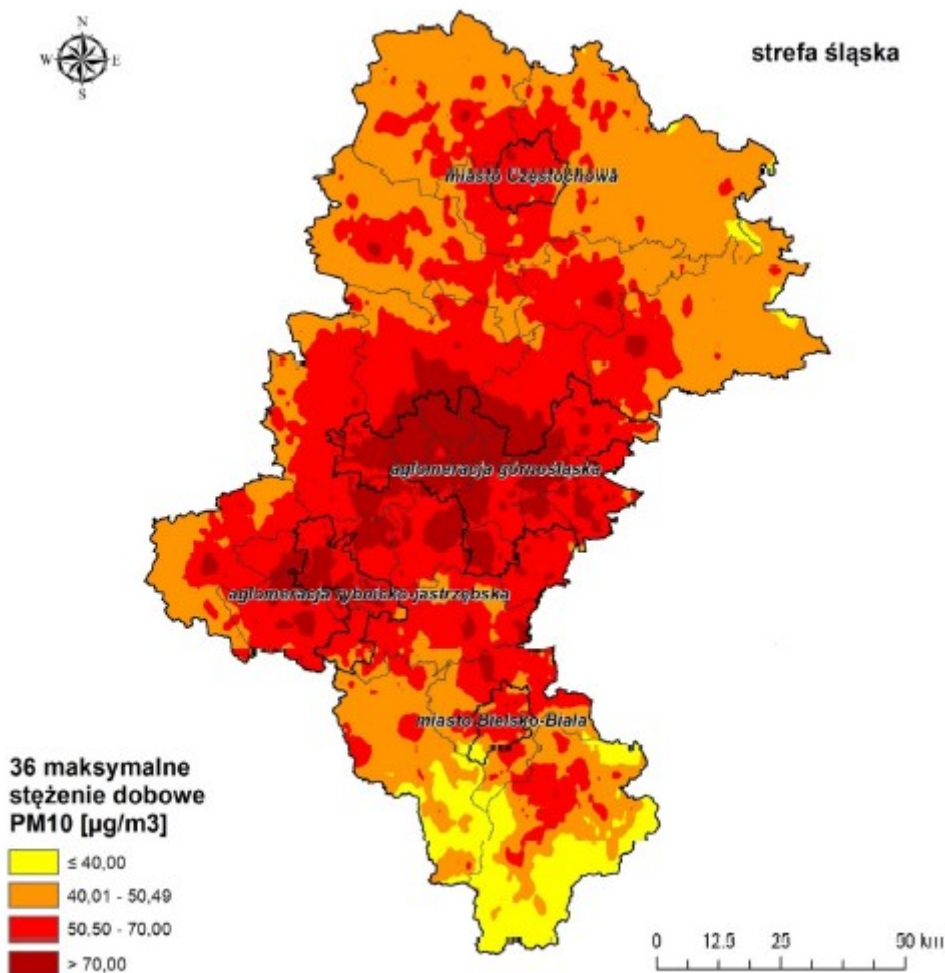 N
W E
S
strefa śląska
miasto Częstochowa
aglomeracja górnośląska
aglomeracja rybnicko-jastrzębska
miasto Bielsko-Biała
36 maksymalne
stężenie dobowe
PM10 [µg/m3]
≤ 40,00
40,01 - 50,49
50,50 - 70,00
> 70,00
0 12.5 25 50 km